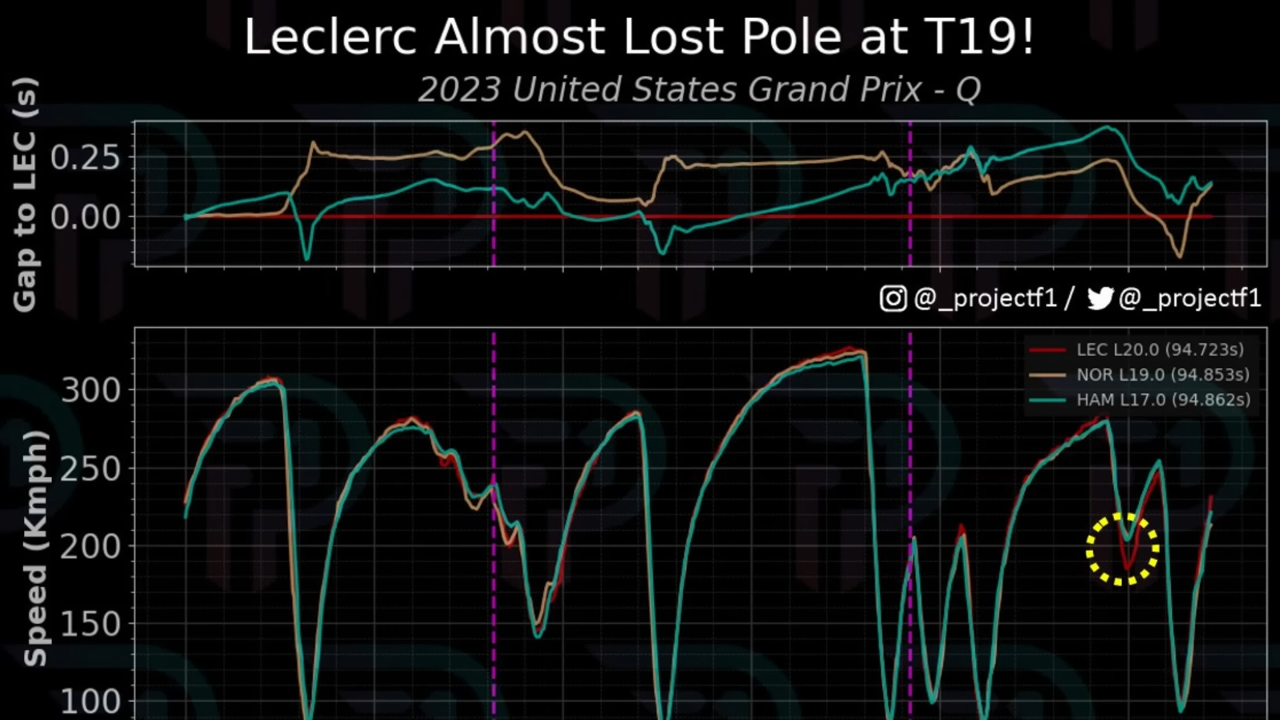 Leclerc Almost Lost Pole at T19!
2023 United States Grand Prix - Q
Gap to LEC (s)
0.25
0.00
@_projectf1 / @_projectf1
Speed (Kmph)
300
250
200
150
100
LEC L20.0 (94.723s)
NOR L19.0 (94.853s)
HAM L17.0 (94.862s)